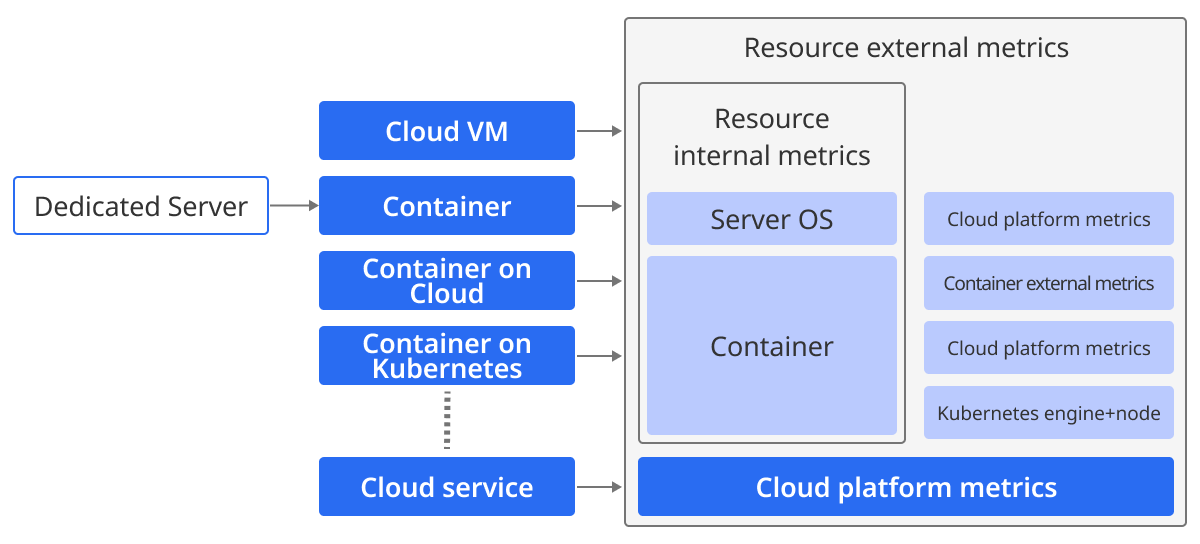 Resource external metrics
Cloud VM
Resource
internal metrics
Dedicated Server
Container
Server OS
Cloud platform metrics
Container on
Cloud
Container external metrics
Container on
Kubernetes
Container
Cloud platform metrics
Kubernetes engine+node
Cloud service
Cloud platform metrics